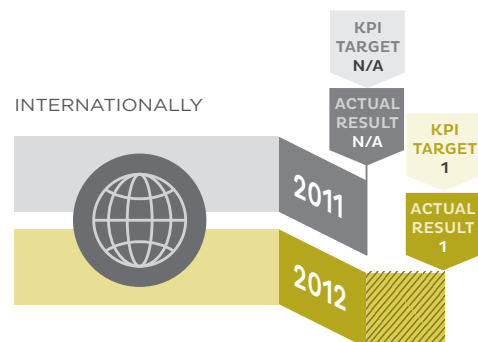 KPI
TARGET
N/A
INTERNATIONALLY
ACTUAL
RESULT
N/A
KPI
TARGET
1
2011
ACTUAL
RESULT
1
2012